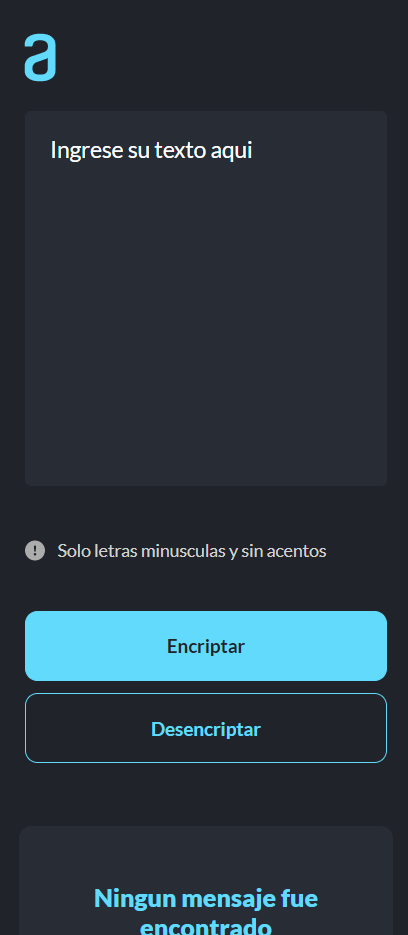 a
Ingrese su texto aqui
Solo letras minusculas y sin acentos
Encriptar
Desencriptar
Ningun mensaje fue
encontrado